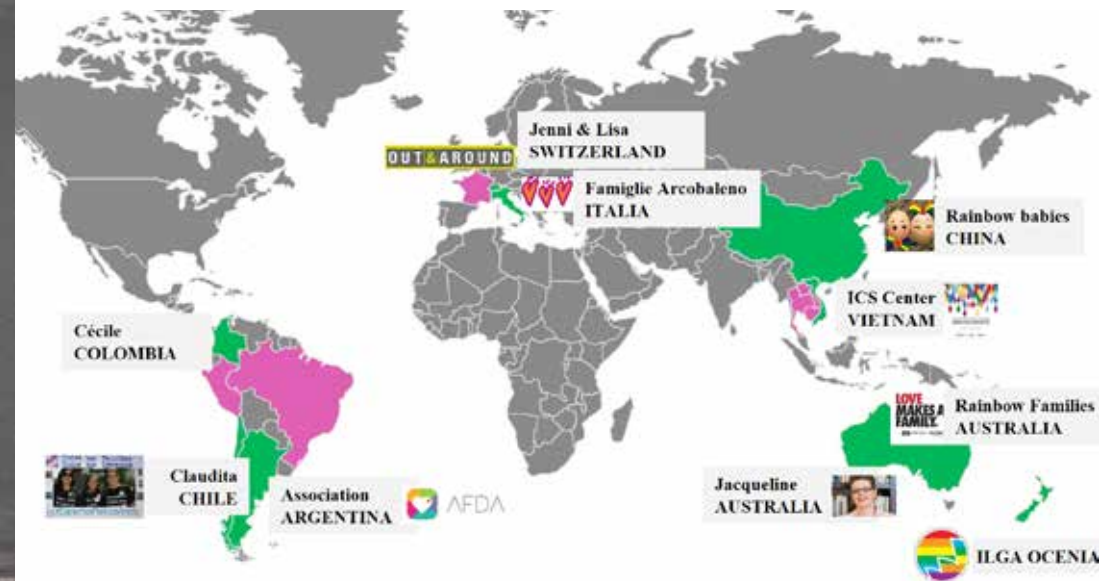 Jenni & Lisa
SWITZERLAND
OUT&AROUND
Famiglie Arcobaleno
ITALIA
Rainbow babies
CHINA
ICS Center
VIETNAM
Cécile
COLOMBIA
LOVE
MAKES A
FAMILY.
Rainbow Families
AUSTRALIA
Claudita
CHILE
Association
ARGENTINA
AFDA
Jacqueline
AUSTRALIA
ILGA OCENIA